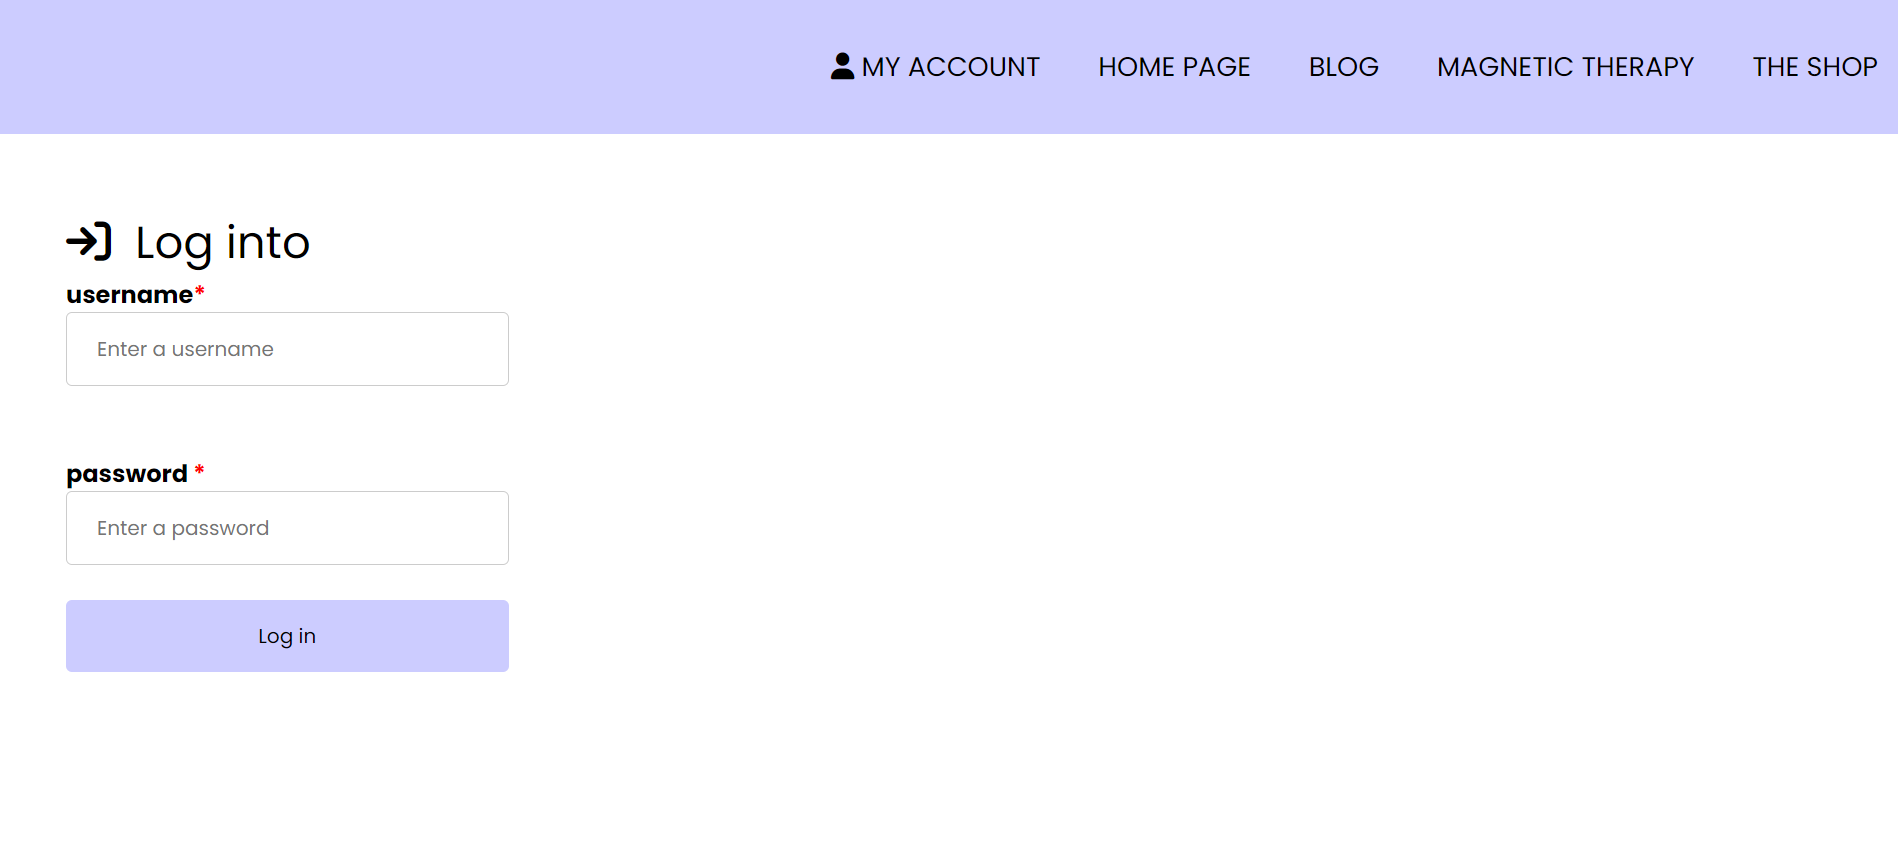 MY ACCOUNT HOME PAGE BLOG MAGNETIC THERAPY THE SHOP
Log into
username*
Enter a username
password *
Enter a password
Log in